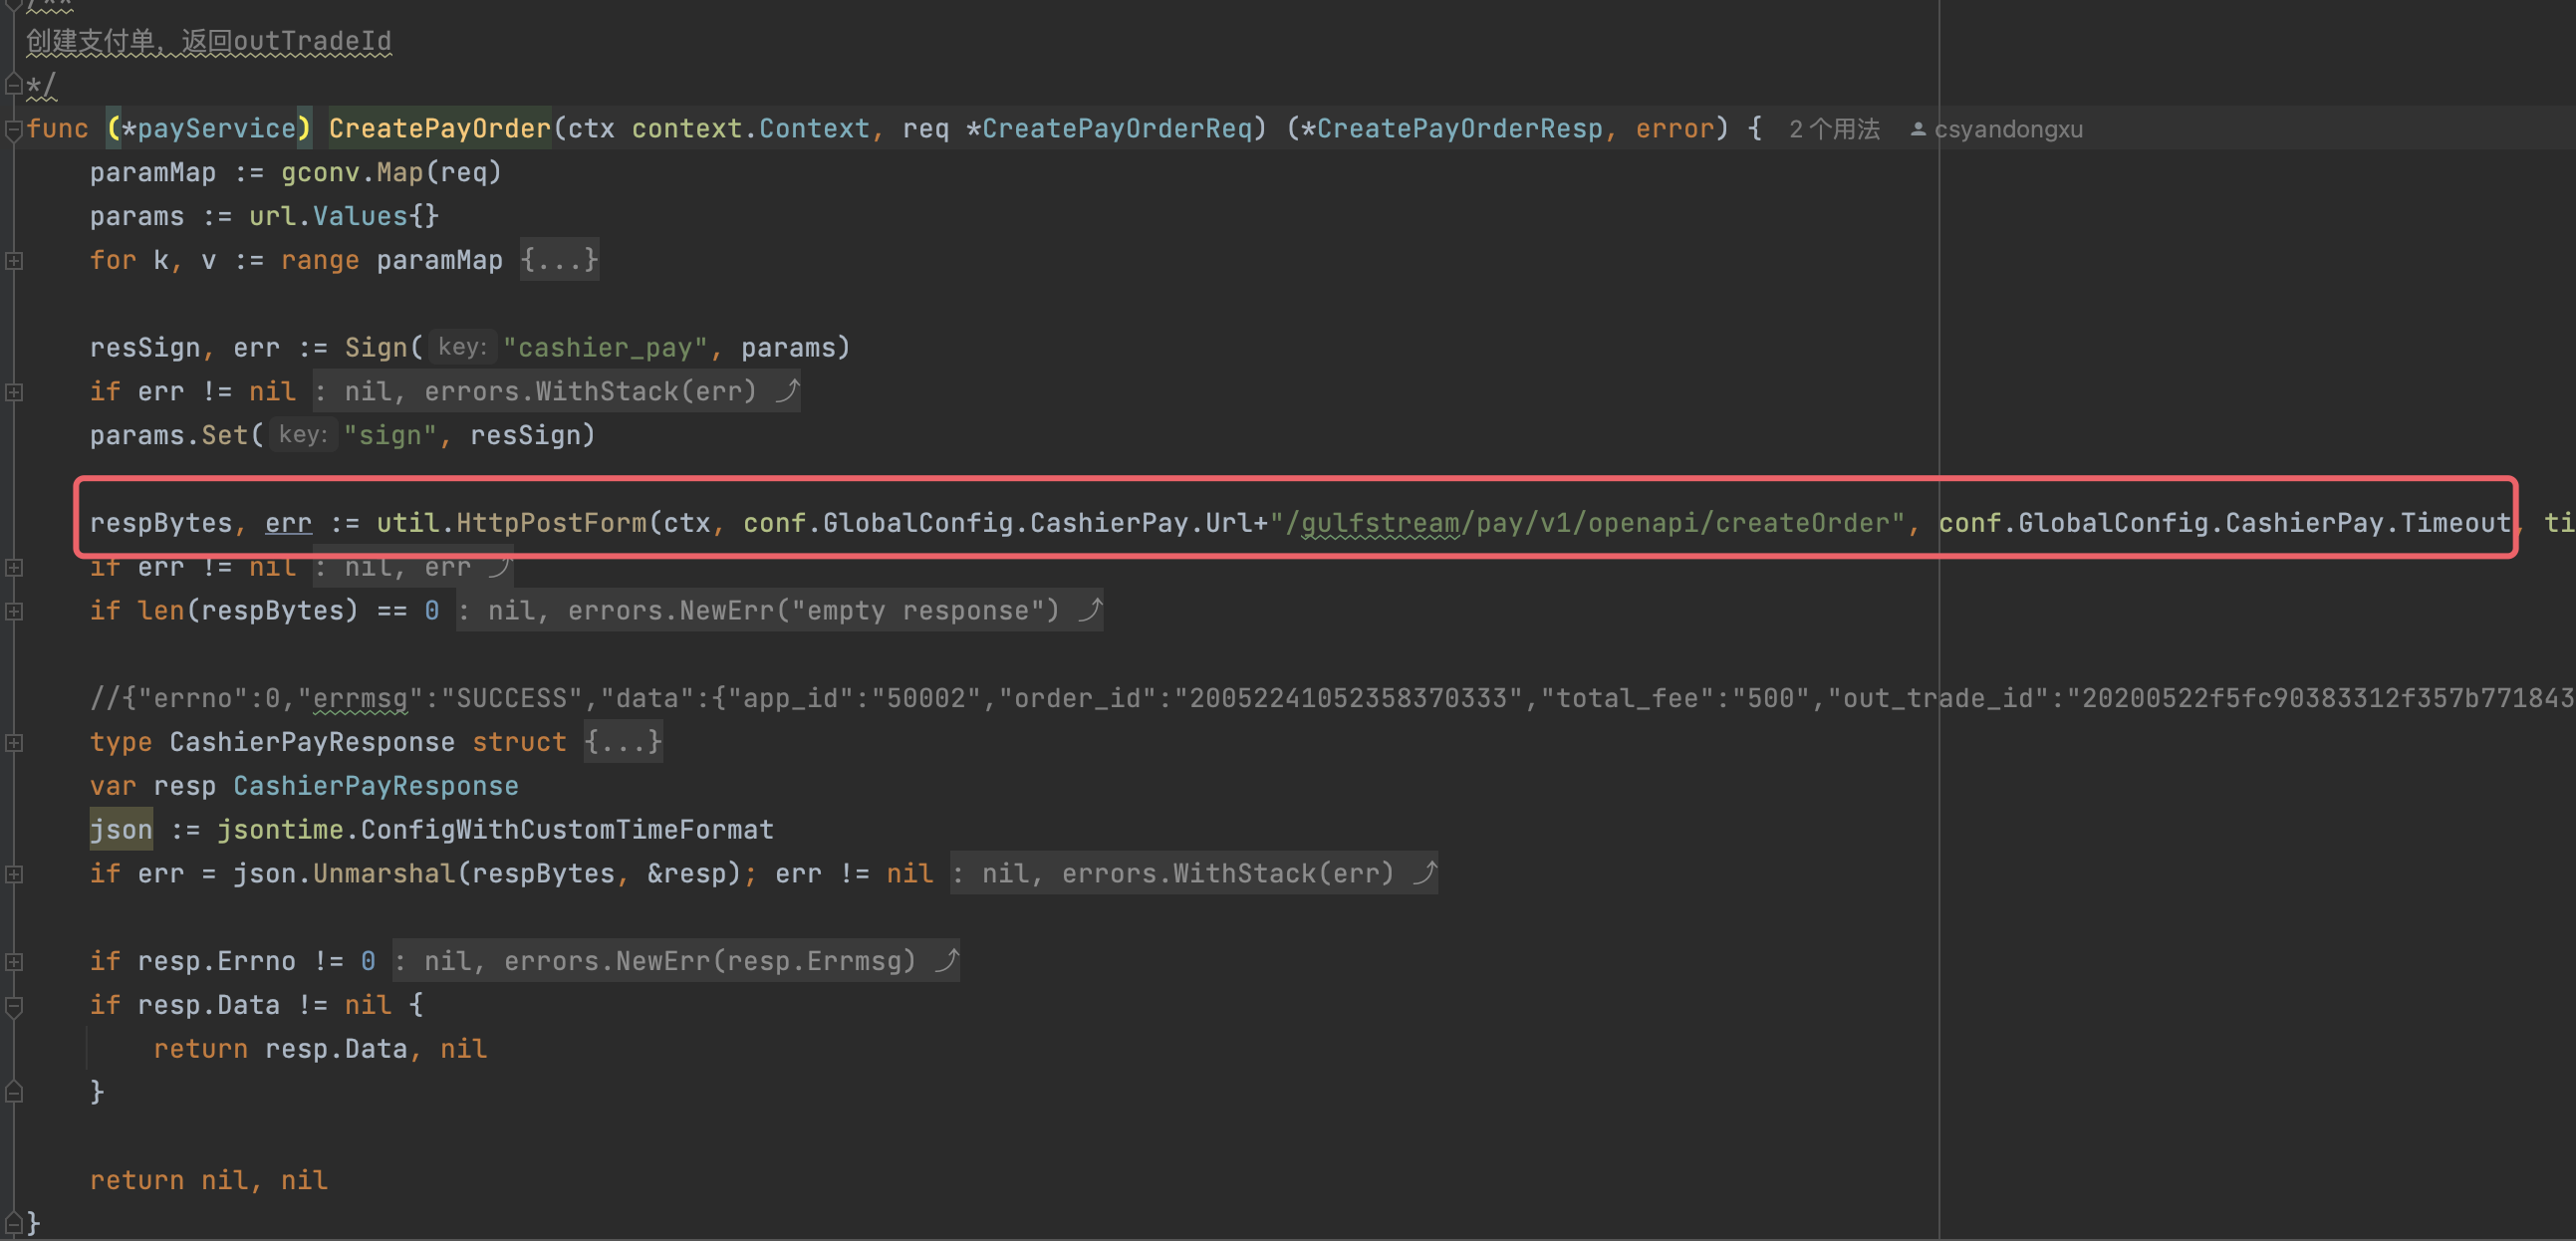 /**
创建支付单，返回outTradeId
*/
func (*payService) CreatePayOrder(ctx context.Context, req *CreatePayOrderReq) (*CreatePayOrderResp, error) { 2 个用法 csyandongxu
paramMap := gconv.Map(req)
params := url.Values{}
for k, v := range paramMap {...}
resSign, err := Sign( key: "cashier_pay", params)
if err != nil : nil, errors.WithStack(err) ⤴
params.Set( key: "sign", resSign)
respBytes, err := util.HttpPostForm(ctx, conf.GlobalConfig.CashierPay.Url+"/gulfstream/pay/v1/openapi/createOrder", conf.GlobalConfig.CashierPay.Timeout, ti
if err != nil : nil, err ⤴
if len(respBytes) == 0 : nil, errors.NewErr("empty response") ⤴
//{"errno":0,"errmsg":"SUCCESS","data":{"app_id":"50002","order_id":"20052241052358370333","total_fee":"500","out_trade_id":"20200522f5fc90383312f357b771843
type CashierPayResponse struct {...}
var resp CashierPayResponse
json := jsontime.ConfigWithCustomTimeFormat
if err = json.Unmarshal(respBytes, &resp); err != nil : nil, errors.WithStack(err) ⤴
if resp.Errno != 0 : nil, errors.NewErr(resp.Errmsg) ⤴
if resp.Data != nil {
return resp.Data, nil
}
return nil, nil
}